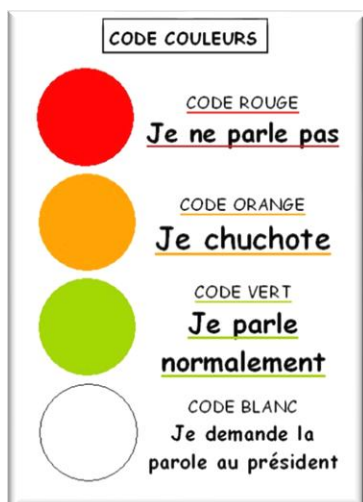 CODE COULEURS
CODE ROUGE
Je ne parle pas
CODE ORANGE
Je chuchote
CODE VERT
Je parle
normalement
CODE BLANC
Je demande la
parole au président